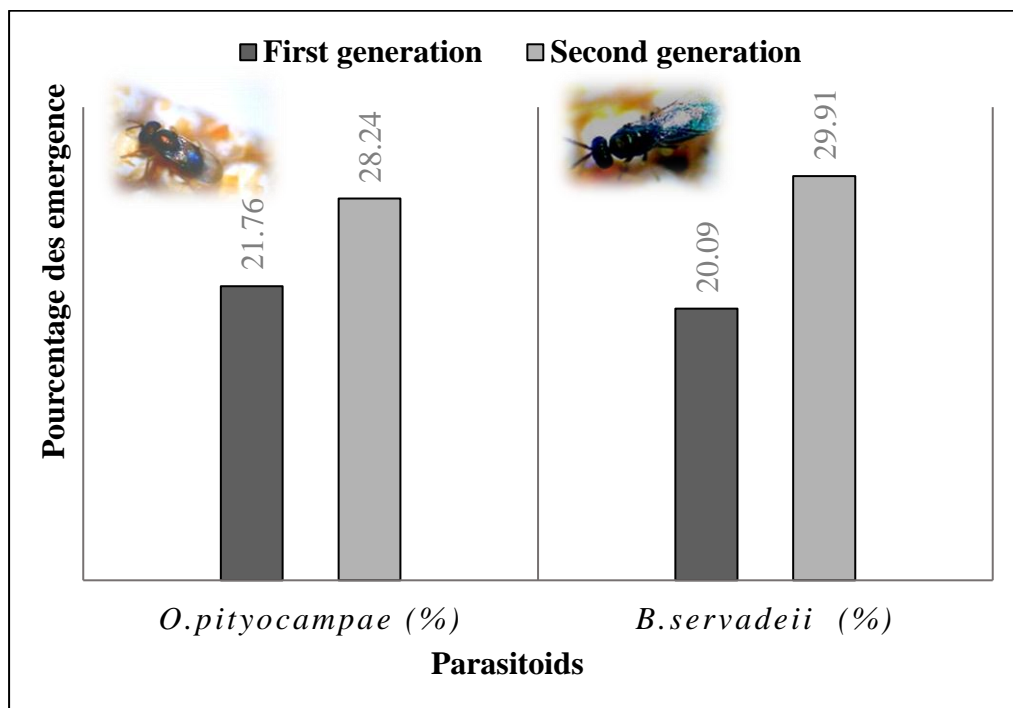 First generation Second generation
Pourcentage des emergence
21.76
28.24
20.09
29.91
O.pityocampae (%)
B.servadeii (%)
Parasitoids